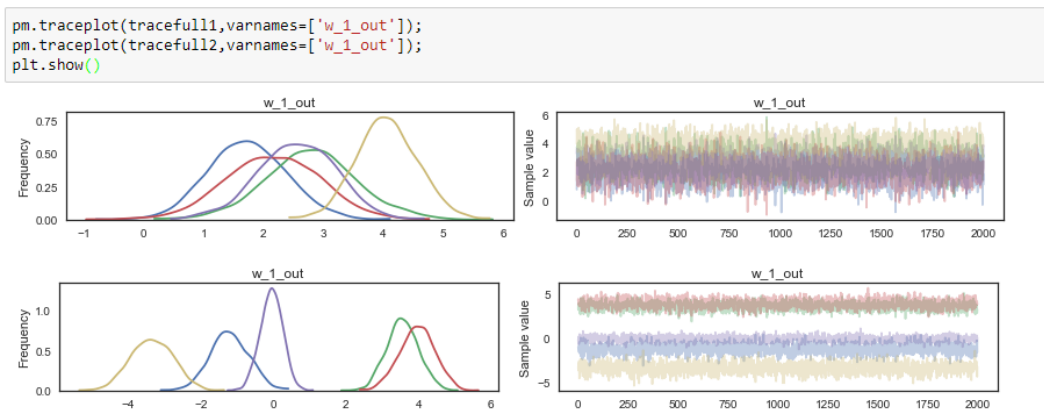 pm.traceplot(tracefull1,varnames=['w_1_out']);
pm.traceplot(tracefull2,varnames=['w_1_out']);
plt.show()
w_1_out
Frequency
0.75
0.50
0.25
0.00
−1 0 1 2 3 4 5 6
w_1_out
Sample value
6
4
2
0
0 250 500 750 1000 1250 1500 1750 2000
w_1_out
Frequency
1.0
0.5
0.0
−4 −2 0 2 4 6
w_1_out
Sample value
5
0
−5
0 250 500 750 1000 1250 1500 1750 2000